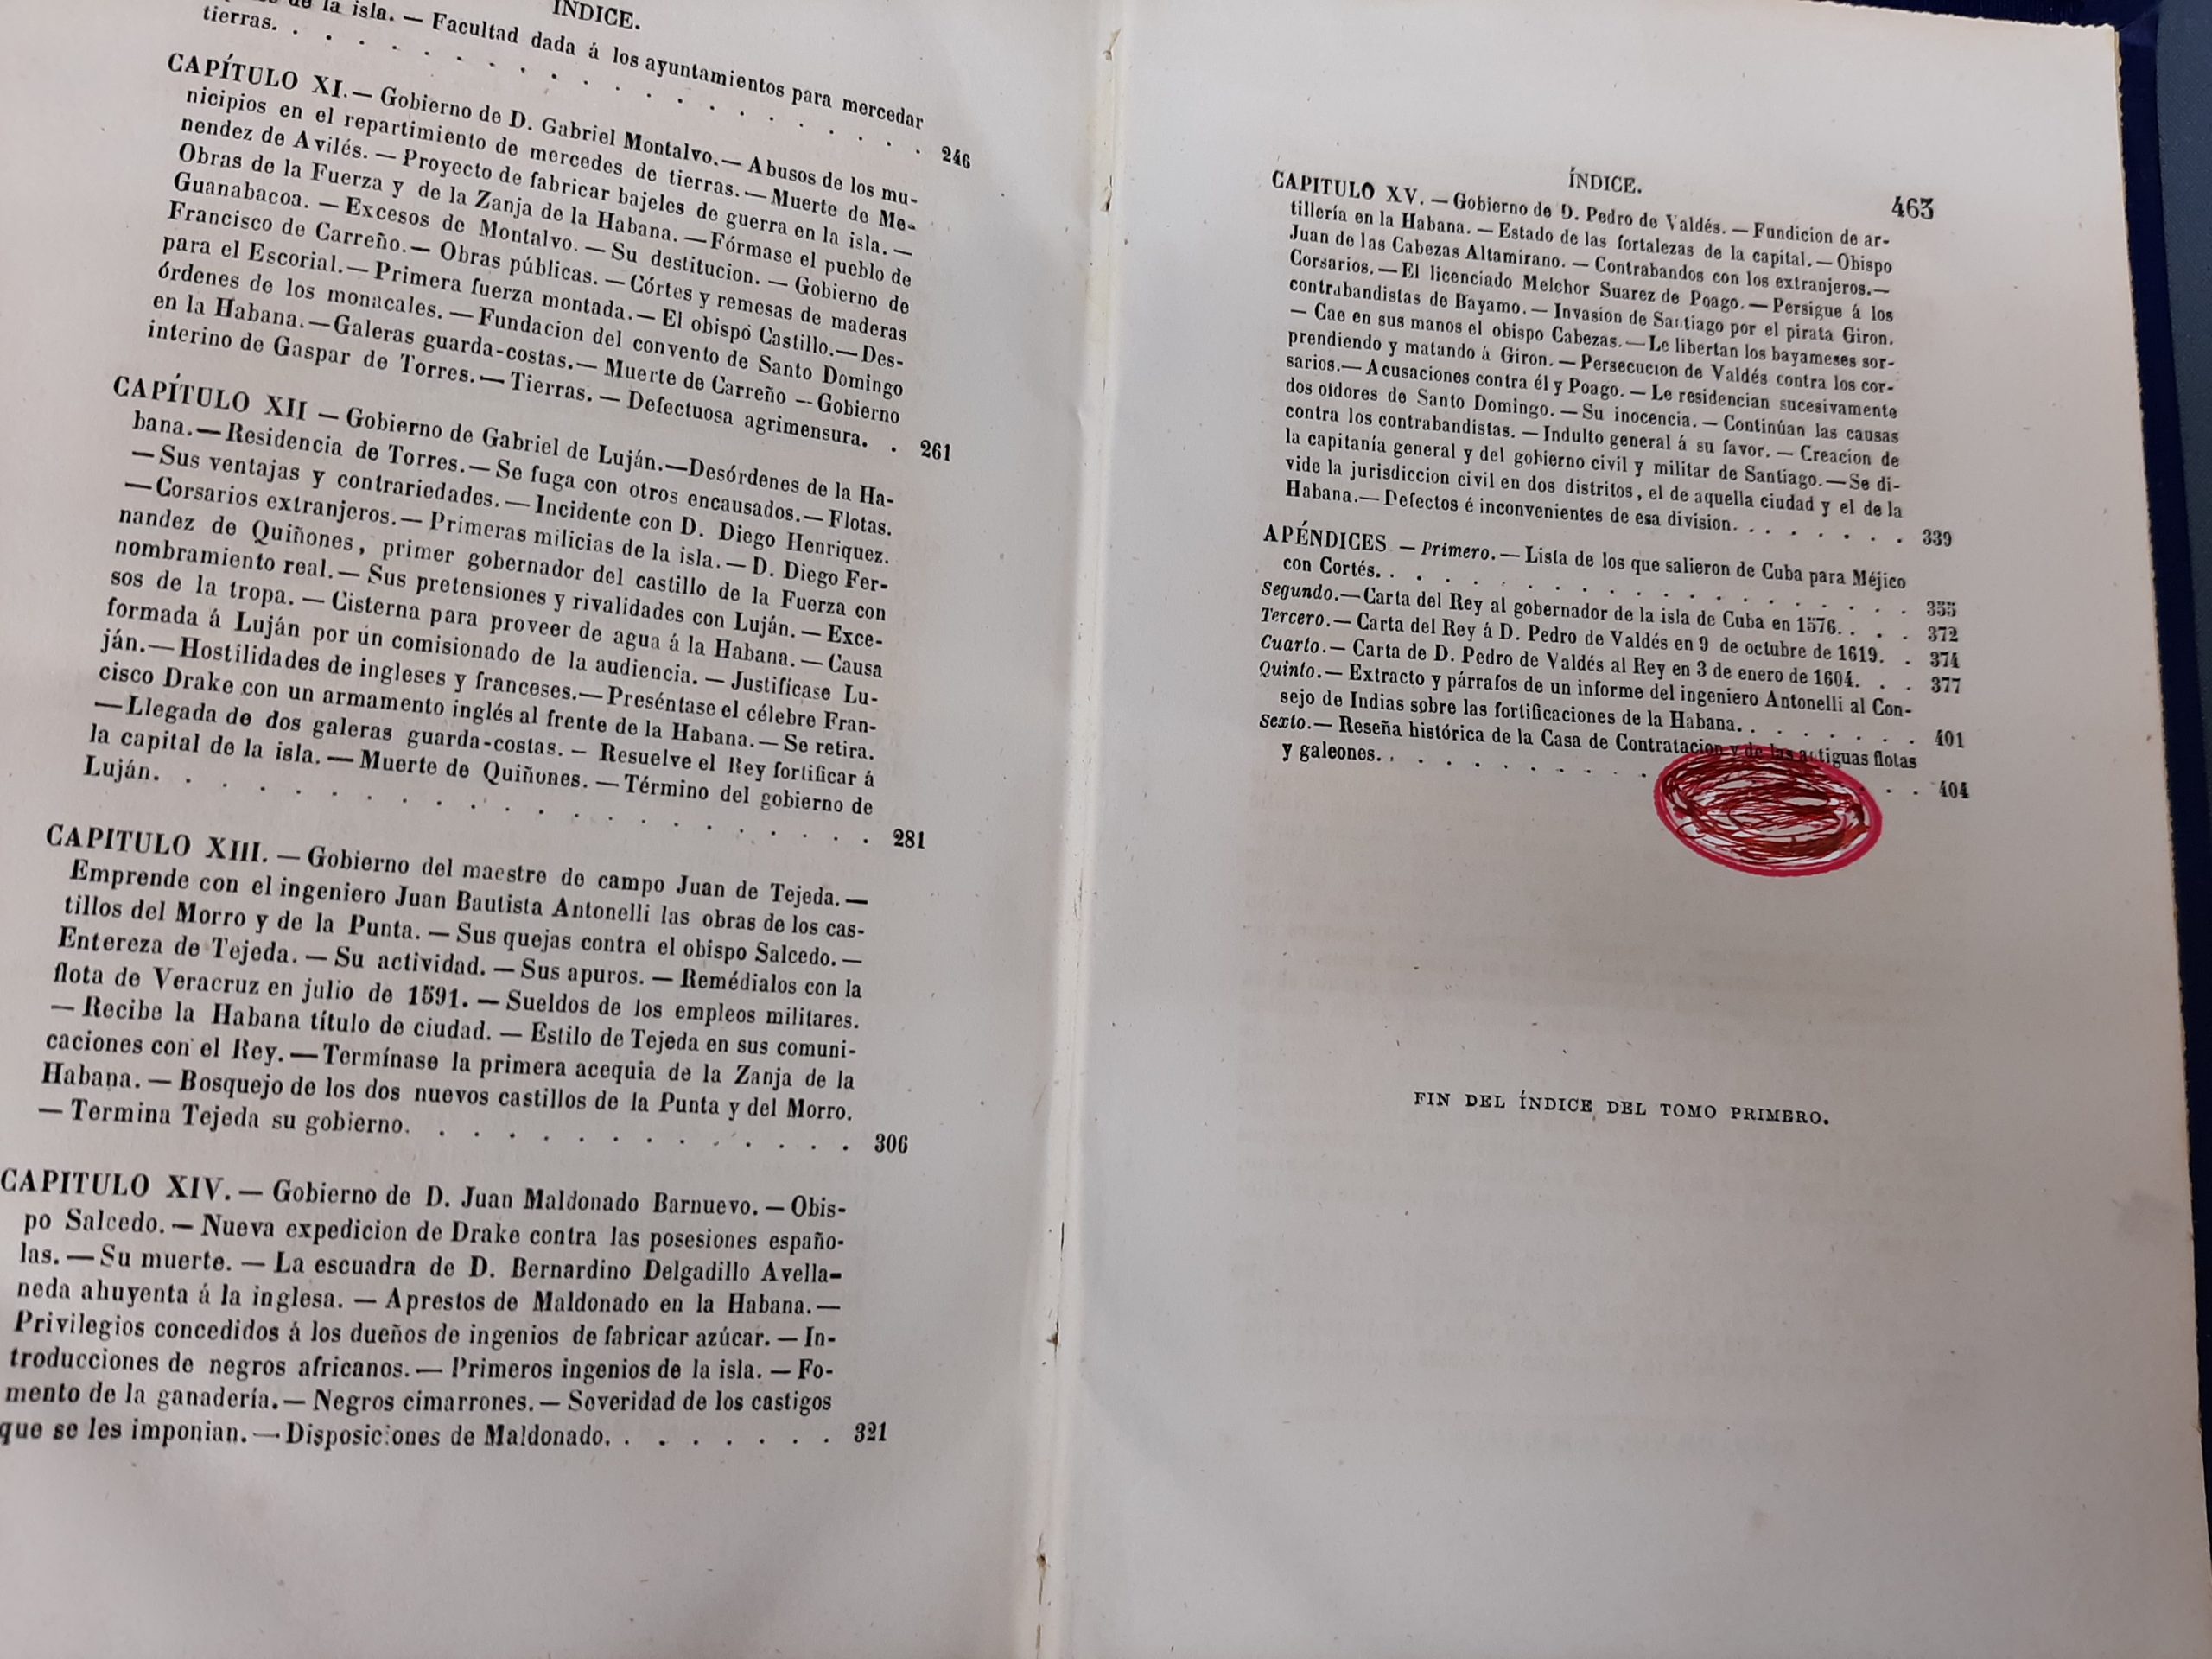 ÍNDICE.
de la isla. — Facultad dada á los ayuntamientos para mercedar
tierras. . . . . . . . . . . . . . . . . 246
CAPÍTULO XI.— Gobierno de D. Gabriel Montalvo.— Abusos de los mu-
nicipios en el repartimiento de mercedes de tierras. — Muerte de Me-
nendez de Avilés. — Proyecto de fabricar bajeles de guerra en la isla. —
Obras de la Fuerza y de la Zanja de la Habana. — Fórmase el pueblo de
Guanabacoa. — Excesos de Montalvo. — Su destitucion. — Gobierno de
Francisco de Carreño.— Obras públicas. — Córtes y remesas de maderas
para el Escorial.— Primera fuerza montada.— El obispo Castillo.— Des-
órdenes de los monacales. — Fundacion del convento de Santo Domingo
en la Habana.—Galeras guarda-costas.— Muerte de Carreño -- Gobierno
interino de Gaspar de Torres.— Tierras. — Defectuosa agrimensura. . . 261
CAPÍTULO XII — Gobierno de Gabriel de Luján.—Desórdenes de la Ha-
bana.— Residencia de Torres.— Se fuga con otros encausados.— Flotas.
— Sus ventajas y contrariedades. — Incidente con D. Diego Henriquez.
—Corsarios extranjeros.— Primeras milicias de la isla.— D. Diego Fer-
nandez de Quiñones, primer gobernador del castillo de la Fuerza con
nombramiento real.— Sus pretensiones y rivalidades con Luján. — Exce-
sos de la tropa. — Cisterna para proveer de agua á la Habana. — Causa
formada á Luján por un comisionado de la audiencia. — Justifícase Lu-
ján.— Hostilidades de ingleses y franceses.— Preséntase el célebre Fran-
cisco Drake con un armamento inglés al frente de la Habana.— Se retira.
— Llegada de dos galeras guarda-costas. — Resuelve el Rey fortificar á
la capital de la isla. — Muerte de Quiñones. — Término del gobierno de
Luján. . . . . . . . . . . . . . . . . 281
CAPITULO XIII. — Gobierno del maestre de campo Juan de Tejeda. —
Emprende con el ingeniero Juan Bautista Antonelli las obras de los cas-
tillos del Morro y de la Punta. — Sus quejas contra el obispo Salcedo. —
Entereza de Tejeda. — Su actividad. — Sus apuros. — Remédialos con la
flota de Veracruz en julio de 1591. — Sueldos de los empleos militares.
— Recibe la Habana título de ciudad. — Estilo de Tejeda en sus comuni-
caciones con el Rey. — Termínase la primera acequia de la Zanja de la
Habana. — Bosquejo de los dos nuevos castillos de la Punta y del Morro.
— Termina Tejeda su gobierno. . . . . . . . . . . . . . 306
CAPITULO XIV. — Gobierno de D. Juan Maldonado Barnuevo. — Obis-
po Salcedo. — Nueva expedicion de Drake contra las posesiones españo-
las. — Su muerte. — La escuadra de D. Bernardino Delgadillo Avella-
neda ahuyenta á la inglesa. — Aprestos de Maldonado en la Habana.—
Privilegios concedidos á los dueños de ingenios de fabricar azúcar. — In-
troducciones de negros africanos. — Primeros ingenios de la isla. — Fo-
mento de la ganadería.— Negros cimarrones. — Severidad de los castigos
que se les imponian. — Disposiciones de Maldonado. . . . . . . . 321
ÍNDICE. 463
CAPITULO XV. — Gobierno de D. Pedro de Valdés. — Fundicion de ar-
tillería en la Habana. — Estado de las fortalezas de la capital. — Obispo
Juan de las Cabezas Altamirano. — Contrabandos con los extranjeros.—
Corsarios. — El licenciado Melchor Suarez de Poago. — Persigue á los
contrabandistas de Bayamo. — Invasion de Santiago por el pirata Giron.
— Cae en sus manos el obispo Cabezas. — Le libertan los bayameses sor-
prendiendo y matando á Giron. — Persecucion de Valdés contra los cor-
sarios.— Acusaciones contra él y Poago. — Le residencian sucesivamente
dos oidores de Santo Domingo. — Su inocencia. — Continúan las causas
contra los contrabandistas. — Indulto general á su favor. — Creacion de
la capitanía general y del gobierno civil y militar de Santiago. — Se di-
vide la jurisdiccion civil en dos distritos, el de aquella ciudad y el de la
Habana.— Defectos é inconvenientes de esa division. . . . . . . . 339
APÉNDICES — Primero. — Lista de los que salieron de Cuba para Méjico
con Cortés. . . . . . . . . . . . . . . . 355
Segundo.— Carta del Rey al gobernador de la isla de Cuba en 1576. . . . 372
Tercero.— Carta del Rey á D. Pedro de Valdés en 9 de octubre de 1619. . 374
Cuarto.— Carta de D. Pedro de Valdés al Rey en 3 de enero de 1604. . . 377
Quinto.— Extracto y párrafos de un informe del ingeniero Antonelli al Con-
sejo de Indias sobre las fortificaciones de la Habana. . . . . . . . 401
Sexto.— Reseña histórica de la Casa de Contratacion y de las antiguas flotas
y galeones. . . . . . . . . . . 404
FIN DEL ÍNDICE DEL TOMO PRIMERO.